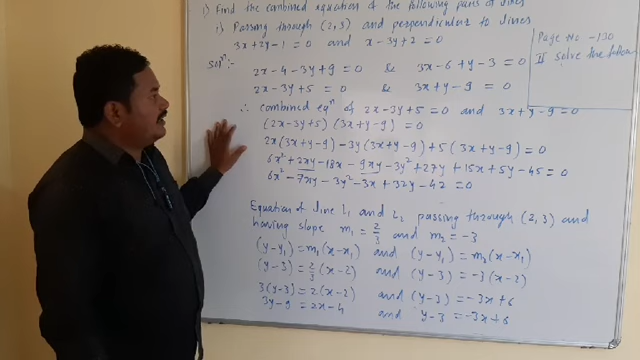 1) Find the combined equation of the following pairs of lines
i) Passing through (2,3) and perpendicular to lines
3x+2y-1=0 and x-3y+2=0
Page No -130
II solve the follow
Solⁿ:-
2x-4-3y+9=0 & 3x-6+y-3=0
2x-3y+5=0 & 3x+y-9=0
∴ combined eqⁿ of 2x-3y+5=0 and 3x+y-9=0
(2x-3y+5) (3x+y-9) =0
2x(3x+y-9) -3y(3x+y-9) +5(3x+y-9) =0
6x²+2xy-18x-9xy-3y²+27y+15x+5y-45=0
6x²-7xy-3y²-3x+32y-45=0
Equation of line L₁ and L₂ passing through (2,3) and
having slope m₁ = 2/3 and m₂ = -3
(y-y₁)=m₁(x-x₁) and (y-y₁)=m₂(x-x₁)
(y-3)=2/3(x-2) and (y-3)=-3(x-2)
3(y-3)=2(x-2) and (y-3)=-3x+6
3y-9=2x-4 and y-3=-3x+6